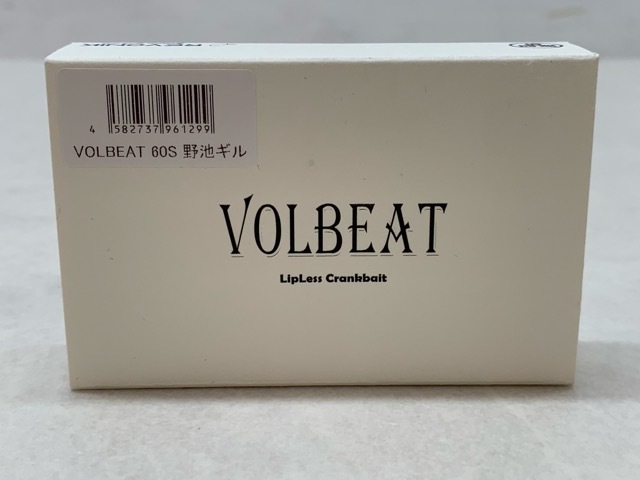 4 582737 961299
VOLBEAT 60S 野池ギル
VOLBEAT
LipLess Crankbait